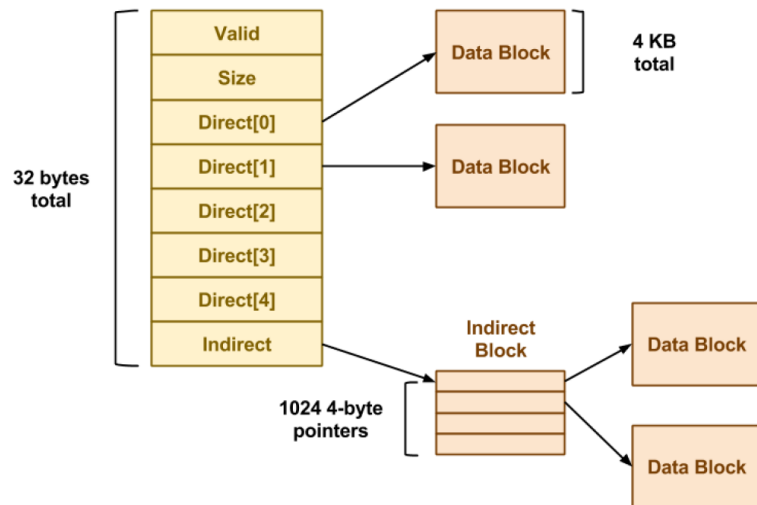 Valid
Size
Direct[0]
Direct[1]
Direct[2]
Direct[3]
Direct[4]
Indirect
32 bytes
total
Data Block
4 KB
total
Data Block
Indirect
Block
1024 4-byte
pointers
Data Block
Data Block